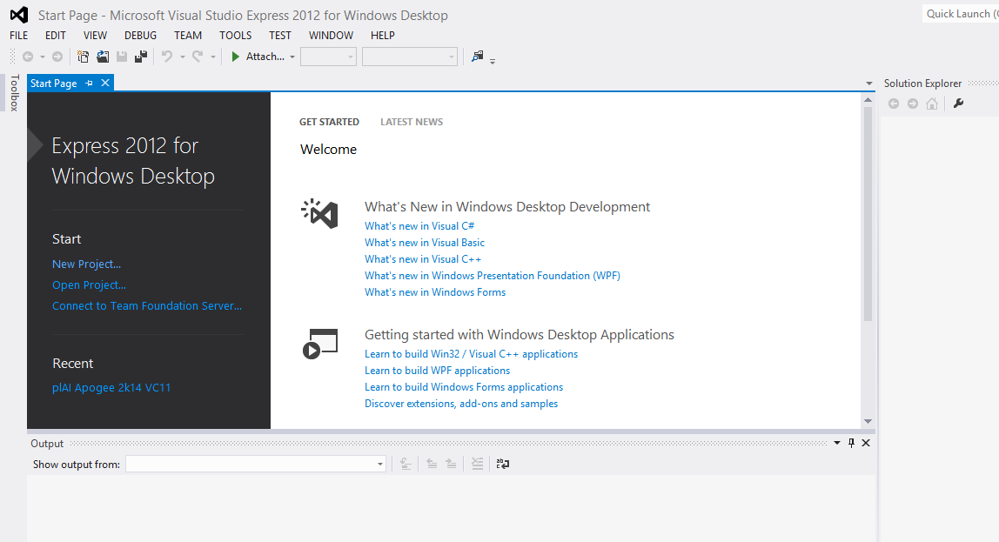 Start Page - Microsoft Visual Studio Express 2012 for Windows Desktop
Quick Launch (
FILE EDIT VIEW DEBUG TEAM TOOLS TEST WINDOW HELP
Attach...
Toolbox
Start Page
Solution Explorer
Express 2012 for
Windows Desktop
Start
New Project...
Open Project...
Connect to Team Foundation Server...
Recent
plAI Apogee 2k14 VC11
GET STARTED LATEST NEWS
Welcome
What's New in Windows Desktop Development
What's new in Visual C#
What's new in Visual Basic
What's new in Visual C++
What's new in Windows Presentation Foundation (WPF)
What's new in Windows Forms
Getting started with Windows Desktop Applications
Learn to build Win32 / Visual C++ applications
Learn to build WPF applications
Learn to build Windows Forms applications
Discover extensions, add-ons and samples
Output
Show output from: